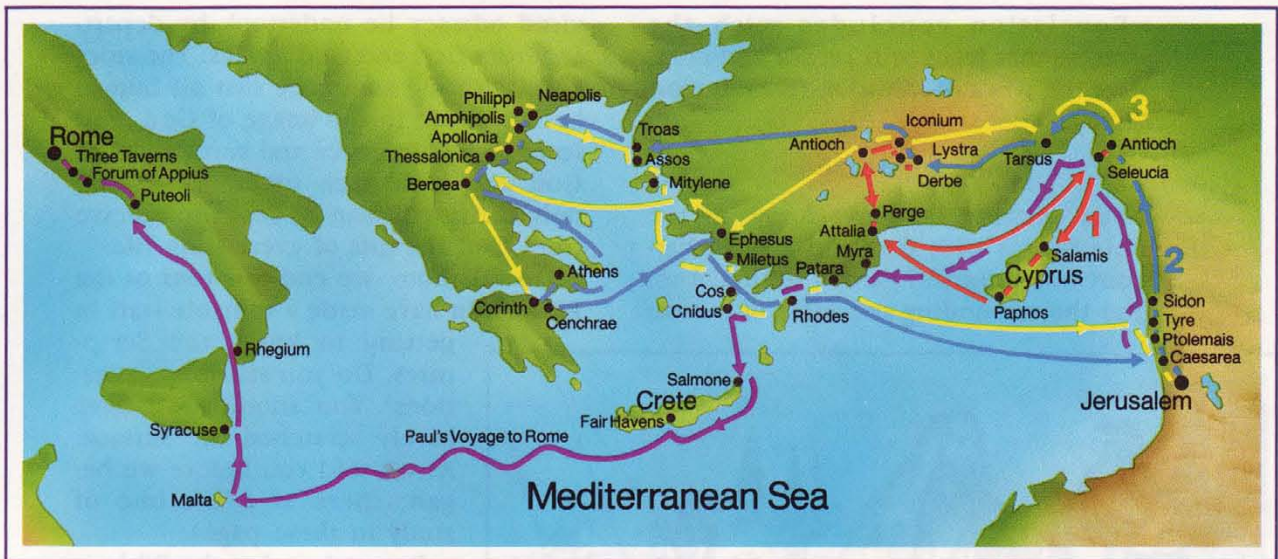 Rome
Three Taverns
Forum of Appius
Puteoli
Rhegium
Syracuse
Malta
Paul's Voyage to Rome
Philippi
Neapolis
Amphipolis
Apollonia
Thessalonica
Beroea
Athens
Corinth
Cenchrae
Troas
Assos
Mitylene
Ephesus
Miletus
Cos
Cnidus
Patara
Rhodes
Salmone
Crete
Fair Havens
Mediterranean Sea
Iconium
Antioch
Lystra
Derbe
Perge
Attalia
Myra
Tarsus
3
Antioch
Seleucia
1
Salamis
Cyprus
Paphos
2
Sidon
Tyre
Ptolemais
Caesarea
Jerusalem